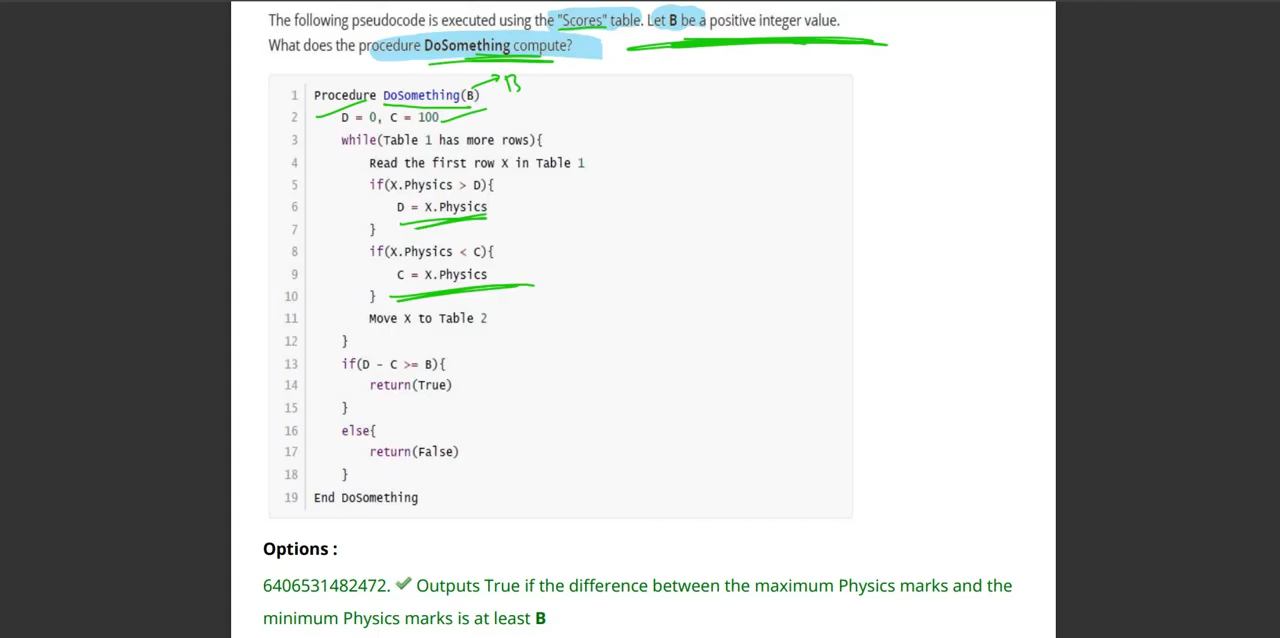 The following pseudocode is executed using the "Scores" table. Let B be a positive integer value.
What does the procedure DoSomething compute?
B
1 Procedure DoSomething(B)
2 D = 0, C = 100
3 while(Table 1 has more rows){
4 Read the first row X in Table 1
5 if(X.Physics > D){
6 D = X.Physics
7 }
8 if(X.Physics < C){
9 C = X.Physics
10 }
11 Move X to Table 2
12 }
13 if(D - C >= B){
14 return(True)
15 }
16 else{
17 return(False)
18 }
19 End DoSomething
Options :
6406531482472. ✔ Outputs True if the difference between the maximum Physics marks and the
minimum Physics marks is at least B